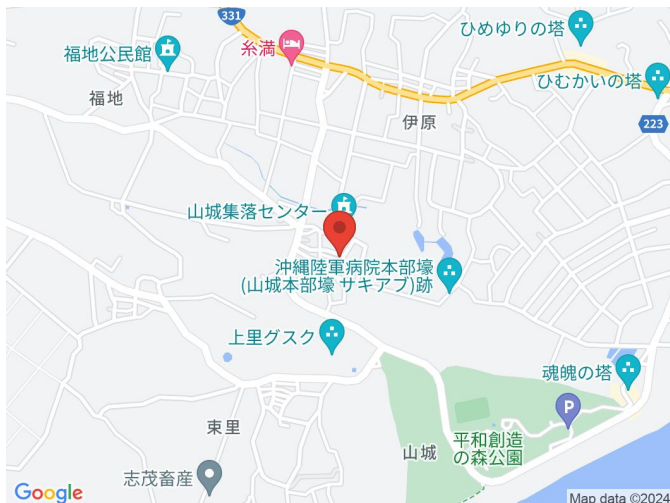 331
ひめゆりの塔
福地公民館
糸満
ひむかいの塔
福地
伊原
223
山城集落センター
沖縄陸軍病院本部壕
(山城本部壕 サキアブ)跡
上里グスク
魂魄の塔
P
束里
山城
平和創造
の森公園
志茂畜産
Google
Map data ©2024